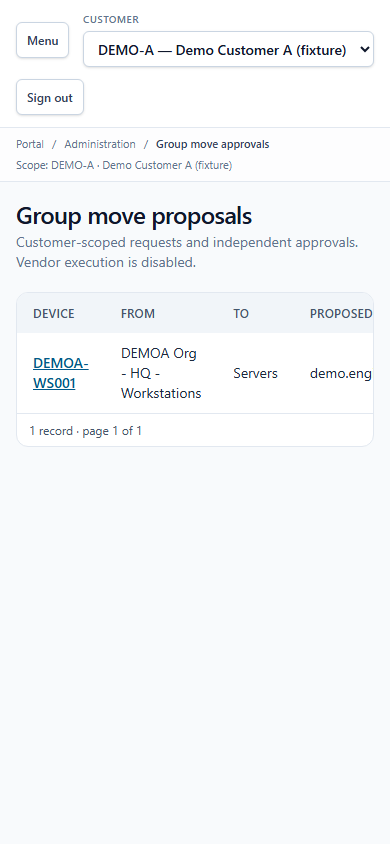 CUSTOMER
Menu
DEMO-A — Demo Customer A (fixture)
Sign out
Portal / Administration / Group move approvals
Scope: DEMO-A · Demo Customer A (fixture)
Group move proposals
Customer-scoped requests and independent approvals.
Vendor execution is disabled.
DEVICE FROM TO PROPOSED
DEMOA-WS001
DEMOA Org - HQ - Workstations
Servers
demo.eng
1 record · page 1 of 1